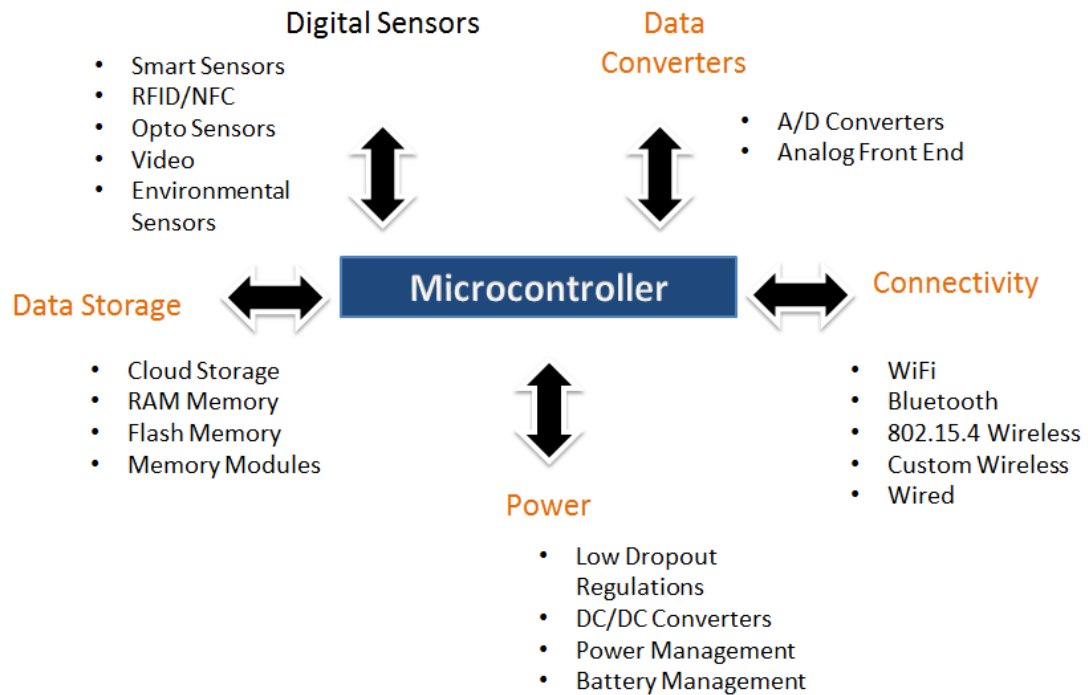 Digital Sensors
• Smart Sensors
• RFID/NFC
• Opto Sensors
• Video
• Environmental
Sensors
Data
Converters
• A/D Converters
• Analog Front End
Microcontroller
Data Storage
• Cloud Storage
• RAM Memory
• Flash Memory
• Memory Modules
Connectivity
• WiFi
• Bluetooth
• 802.15.4 Wireless
• Custom Wireless
• Wired
Power
• Low Dropout
Regulations
• DC/DC Converters
• Power Management
• Battery Management